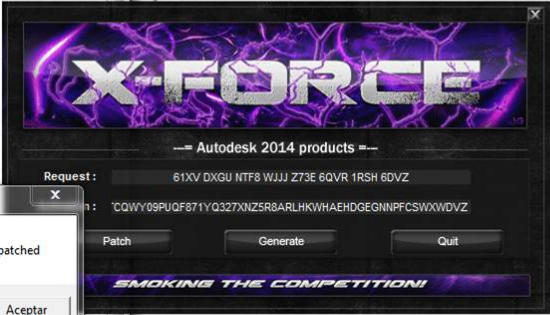 X-FORCE
---= Autodesk 2014 products =---
Request : 61XV DXGU NTF8 WJJJ Z73E 6QVR 1RSH 6DVZ
n : CQWY09PUQF871YQ327XNZ5R8ARLHKWHAEHDGEGNNPFCSWXWDVZ
patched
Patch Generate Quit
SMOKING THE COMPETITION!
Aceptar